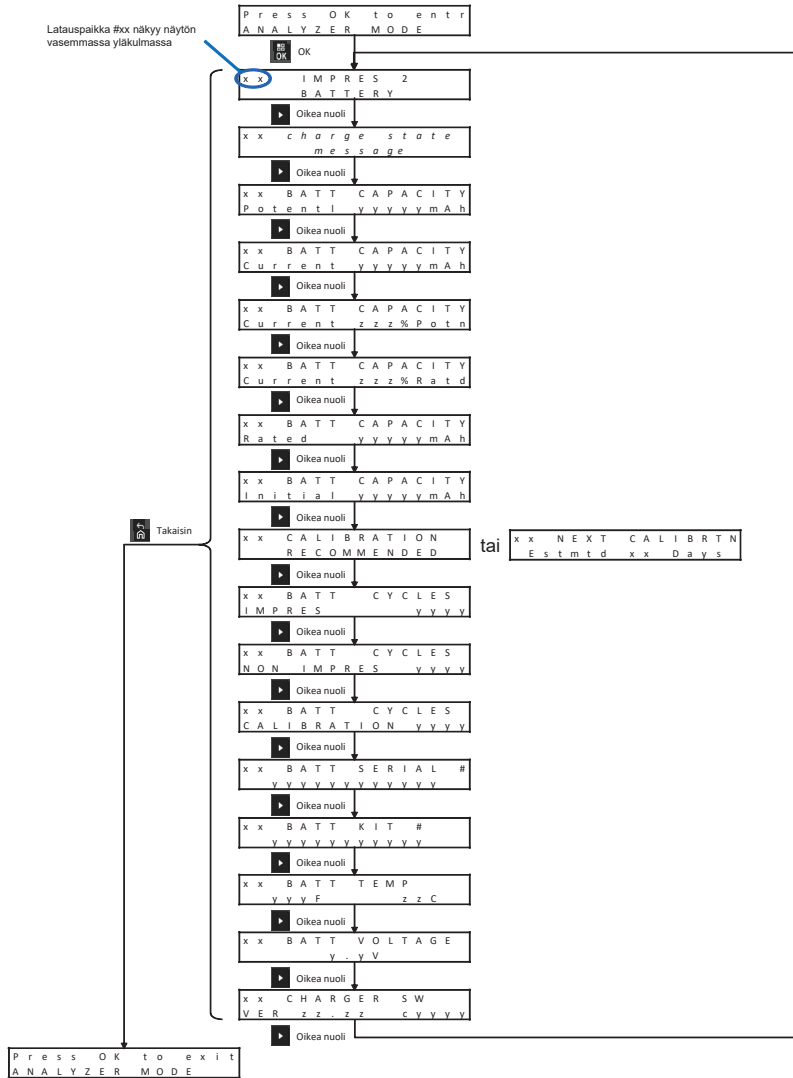 Press OK to entr
ANALYZER MODE
Latauspaikka #xx näkyy näytön
vasemmassa yläkulmassa
OK
OK
xx IMPRES 2
BATTERY
Oikea nuoli
xx charge state
message
Oikea nuoli
xx BATT CAPACITY
Potentl yyyyymAh
Oikea nuoli
xx BATT CAPACITY
Current yyyyymAh
Oikea nuoli
xx BATT CAPACITY
Current zzz%Potn
Oikea nuoli
xx BATT CAPACITY
Current zzz%Ratd
Oikea nuoli
xx BATT CAPACITY
Rated yyyyymAh
Oikea nuoli
xx BATT CAPACITY
Initial yyyyymAh
Oikea nuoli
Takaisin
xx CALIBRATION
RECOMMENDED
tai
xx NEXT CALIBRTN
Estmtd xx Days
Oikea nuoli
xx BATT CYCLES
IMPRES yyyy
Oikea nuoli
xx BATT CYCLES
NON IMPRES yyyy
Oikea nuoli
xx BATT CYCLES
CALIBRATION yyyy
Oikea nuoli
xx BATT SERIAL #
yyyyyyyyyyyy
Oikea nuoli
xx BATT KIT #
yyyyyyyyyyy
Oikea nuoli
xx BATT TEMP
yyyF zzC
Oikea nuoli
xx BATT VOLTAGE
y.yV
Oikea nuoli
xx CHARGER SW
VER zz.zz cyyyy
Oikea nuoli
Press OK to exit
ANALYZER MODE